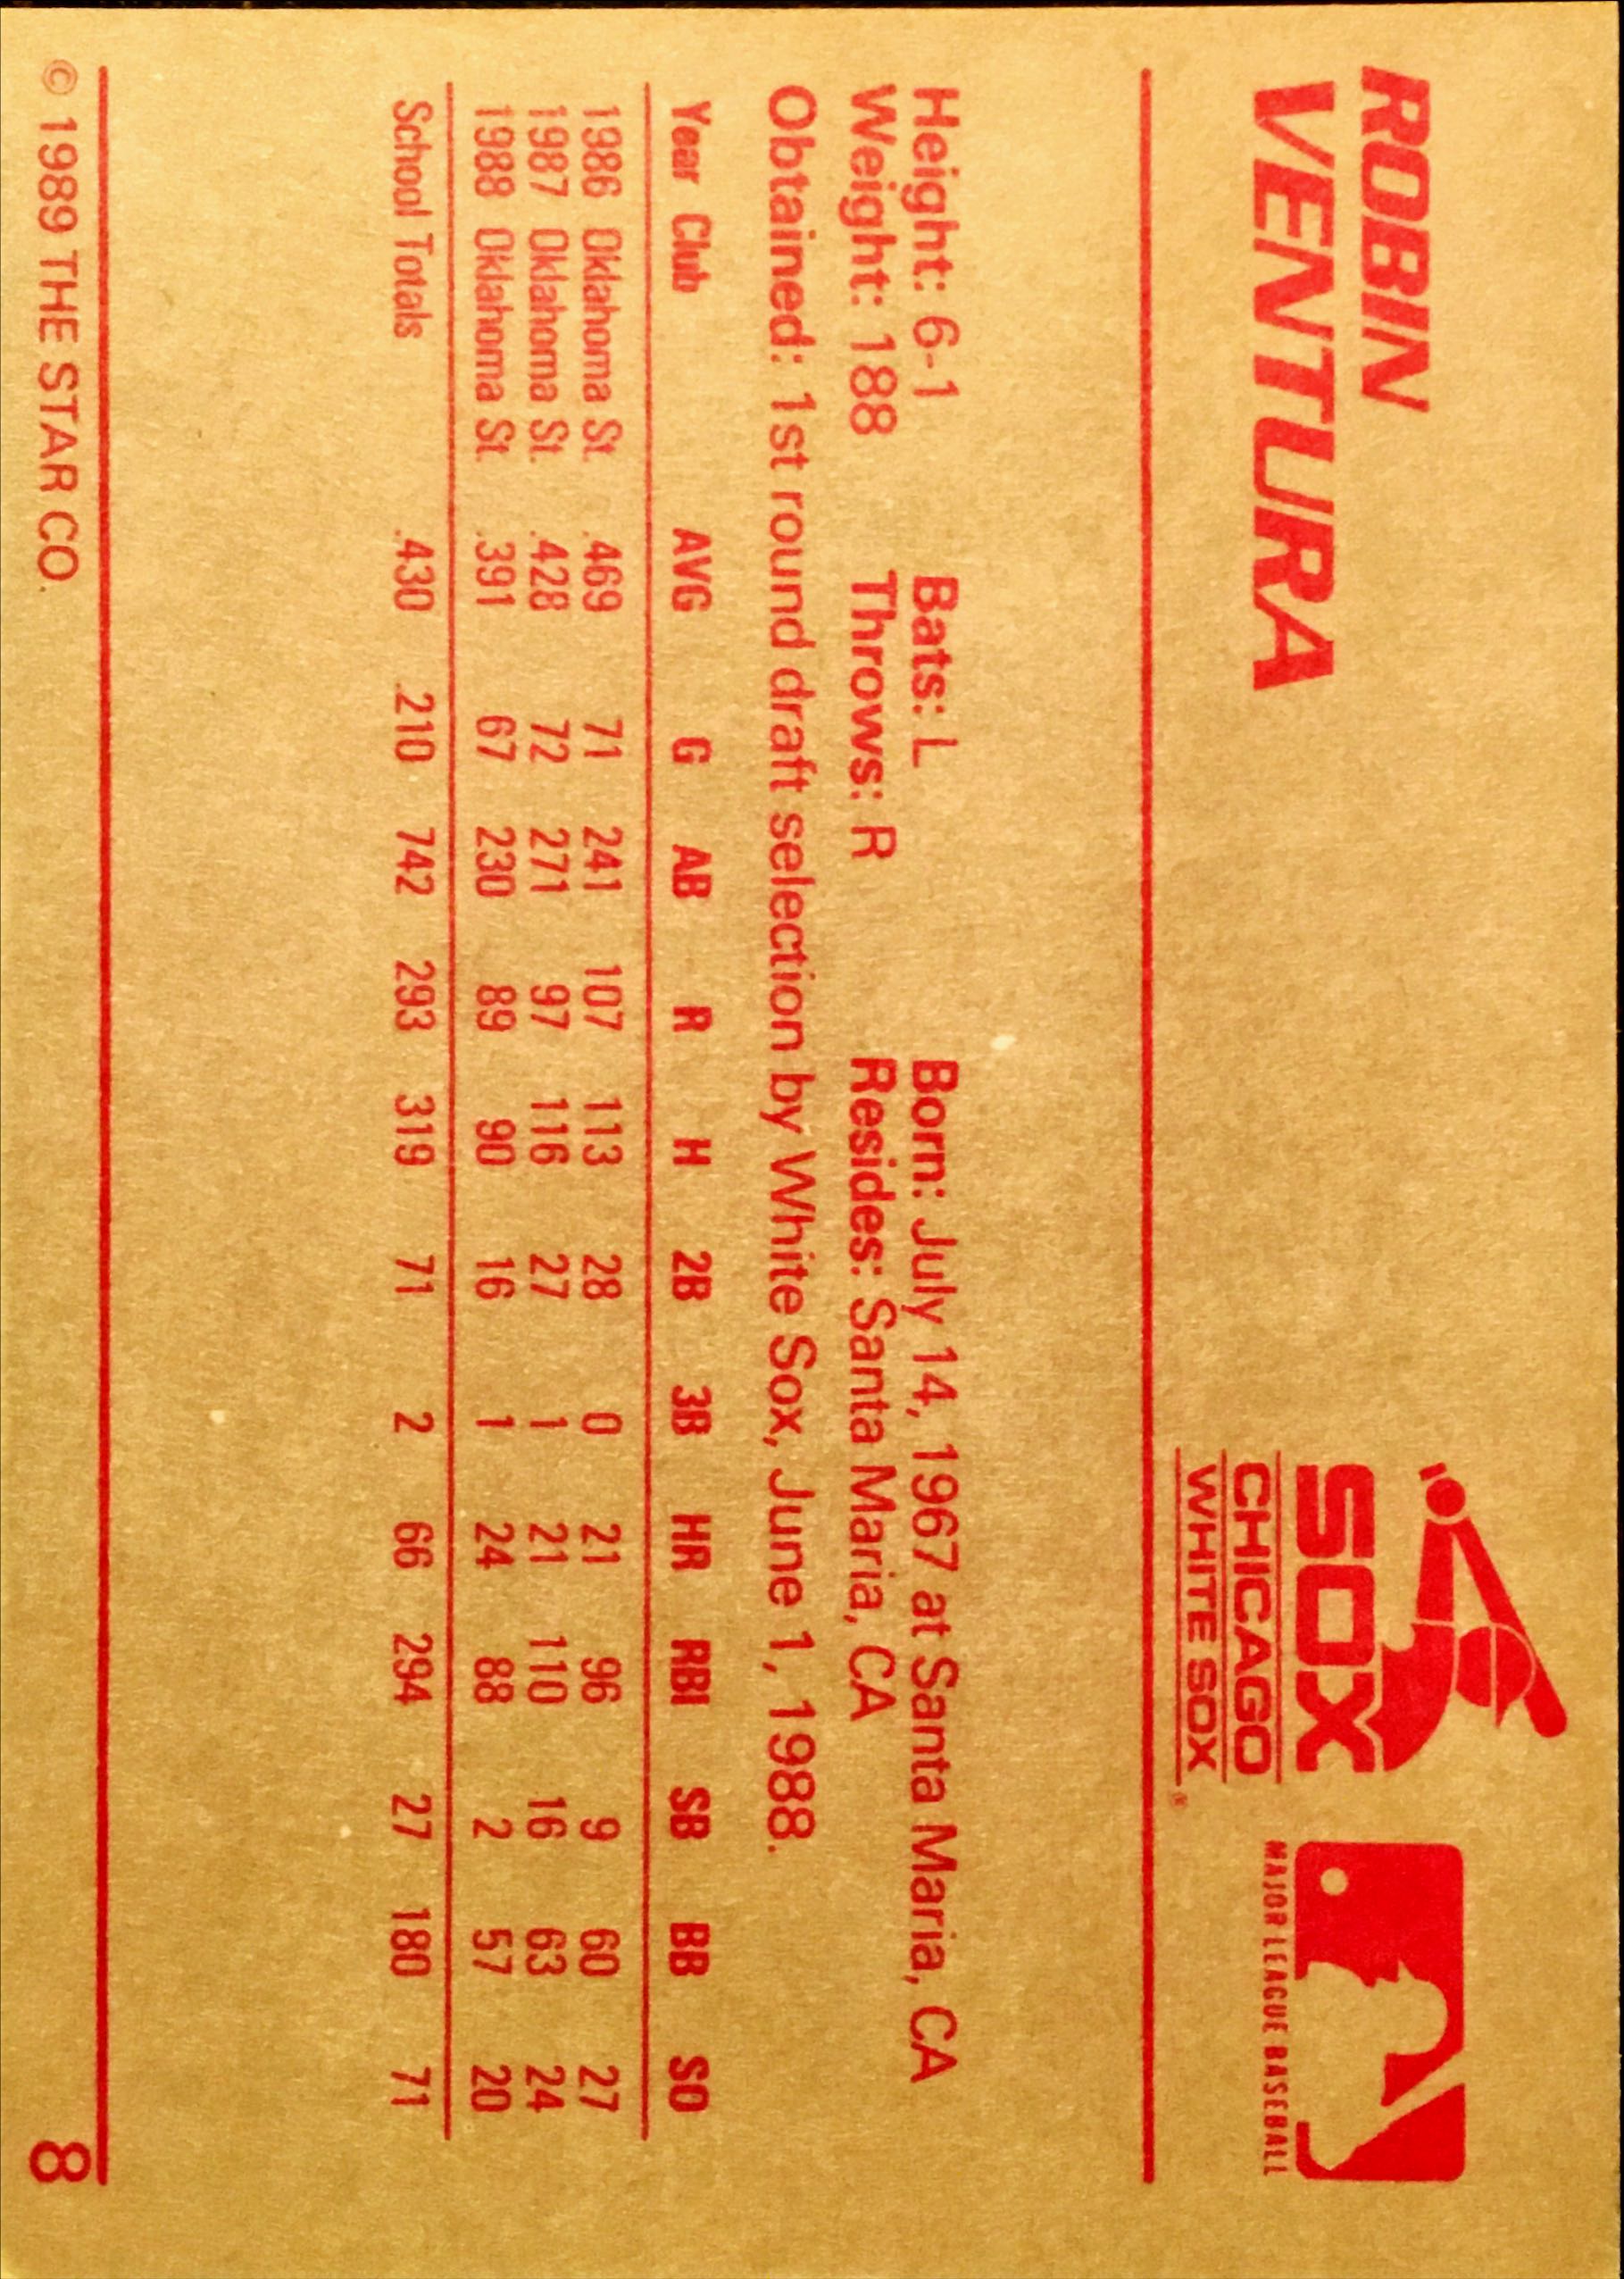 ROBIN
VENTURA
SOX
CHICAGO
WHITE SOX ®
MAJOR LEAGUE BASEBALL
Height: 6-1 Bats: L Born: July 14, 1967 at Santa Maria, CA
Weight: 188 Throws: R Resides: Santa Maria, CA
Obtained: 1st round draft selection by White Sox, June 1, 1988.
Year Club AVG G AB R H 2B 3B HR RBI SB BB SO
1986 Oklahoma St. .469 71 241 107 113 28 0 21 96 9 60 27
1987 Oklahoma St. .428 72 271 97 116 27 1 21 110 16 63 24
1988 Oklahoma St. .391 67 230 89 90 16 1 24 88 2 57 20
School Totals .430 .210 742 293 319 71 2 66 294 27 180 71
© 1989 THE STAR CO. 8